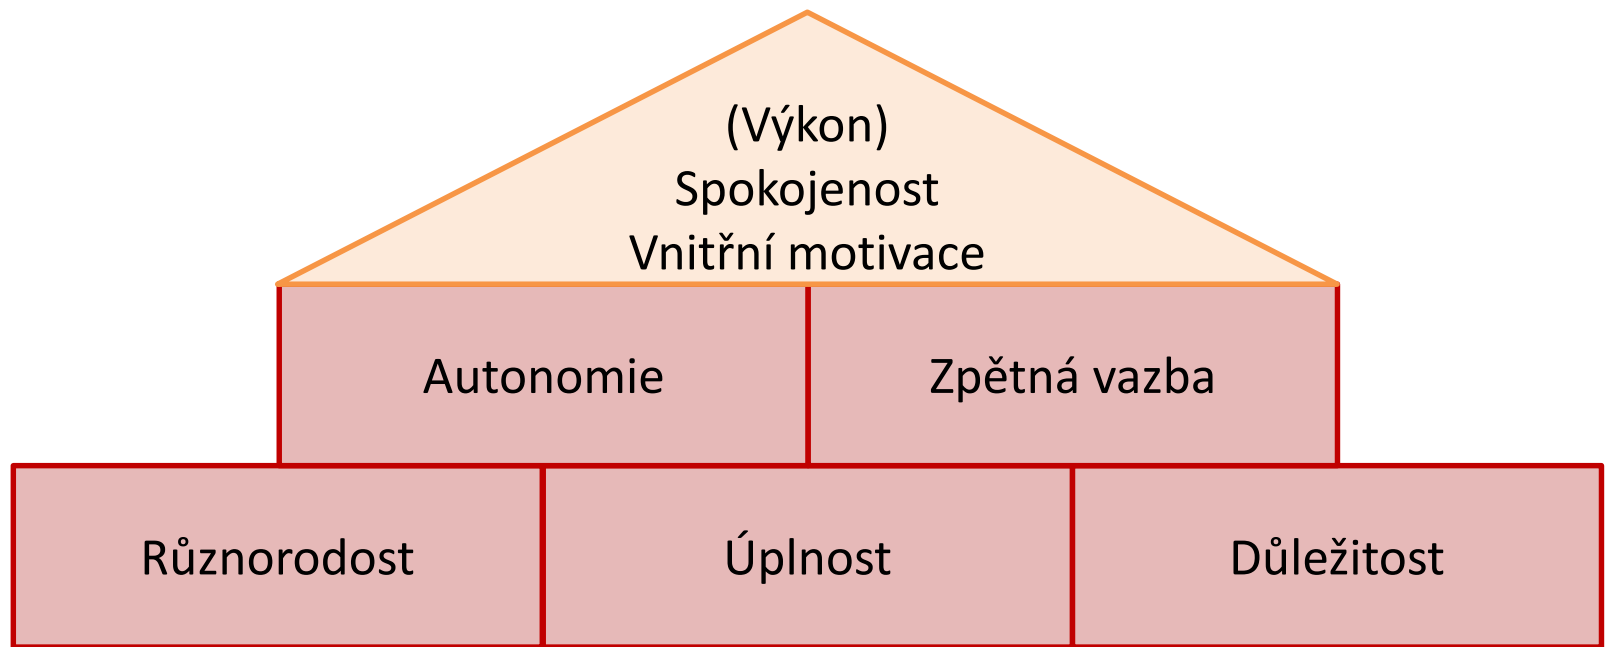 (Výkon)
Spokojenost
Vnitřní motivace
Autonomie
Zpětná vazba
Různorodost
Úplnost
Důležitost